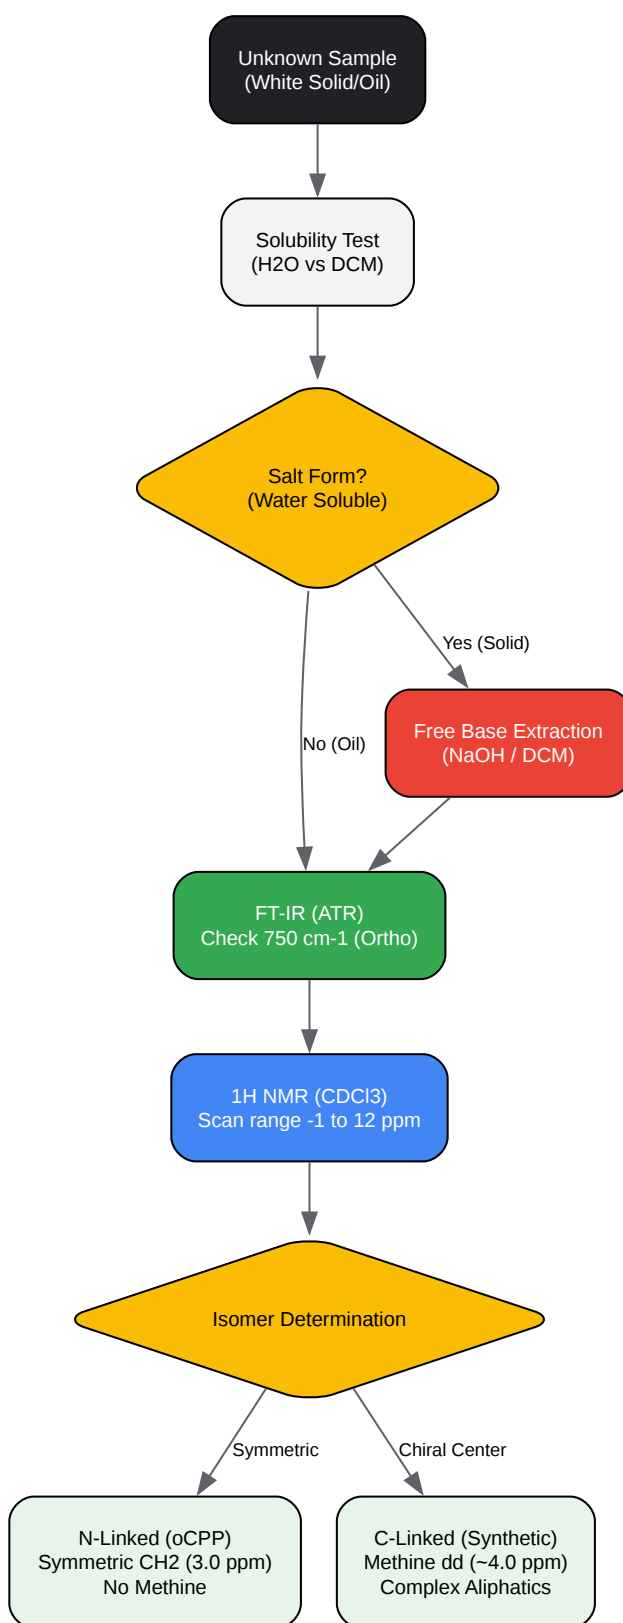 Unknown Sample
(White Solid/Oil)
Solubility Test
(H2O vs DCM)
Salt Form?
(Water Soluble)
Yes (Solid)
No (Oil)
Free Base Extraction
(NaOH / DCM)
FT-IR (ATR)
Check 750 cm-1 (Ortho)
1H NMR (CDCl3)
Scan range -1 to 12 ppm
Isomer Determination
Symmetric
Chiral Center
N-Linked (oCPP)
Symmetric CH2 (3.0 ppm)
No Methine
C-Linked (Synthetic)
Methine dd (~4.0 ppm)
Complex Aliphatics